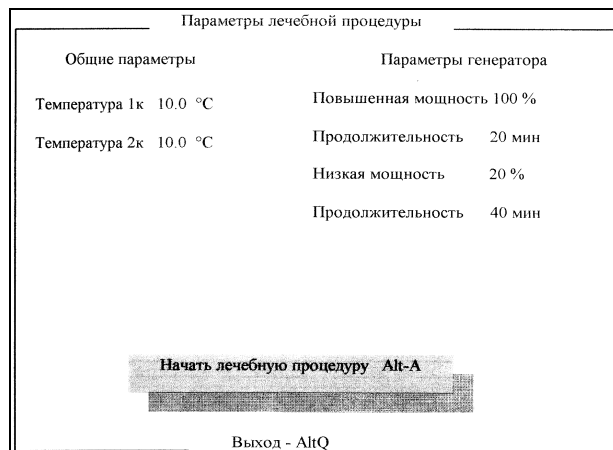 Параметры лечебной процедуры
Общие параметры
Температура 1к 10.0 °C
Температура 2к 10.0 °C
Параметры генератора
Повышенная мощность 100 %
Продолжительность 20 мин
Низкая мощность 20 %
Продолжительность 40 мин
Начать лечебную процедуру Alt-A
Выход - AltQ